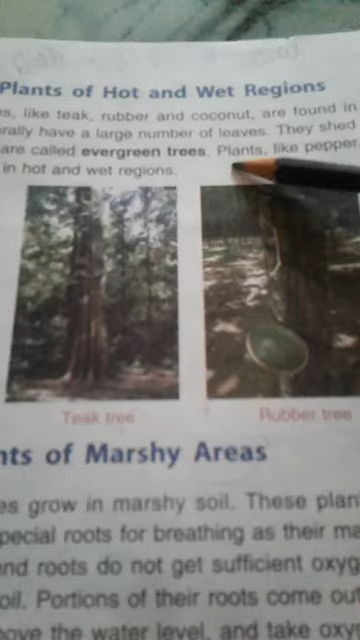 Plants of Hot and Wet Regions
es, like teak, rubber and coconut, are found in
rally have a large number of leaves. They shed
are called evergreen trees. Plants, like pepper,
in hot and wet regions.
Teak tree
Rubber tree
nts of Marshy Areas
es grow in marshy soil. These plan
pecial roots for breathing as their ma
nd roots do not get sufficient oxyg
oil. Portions of their roots come out
ove the water level, and take oxy